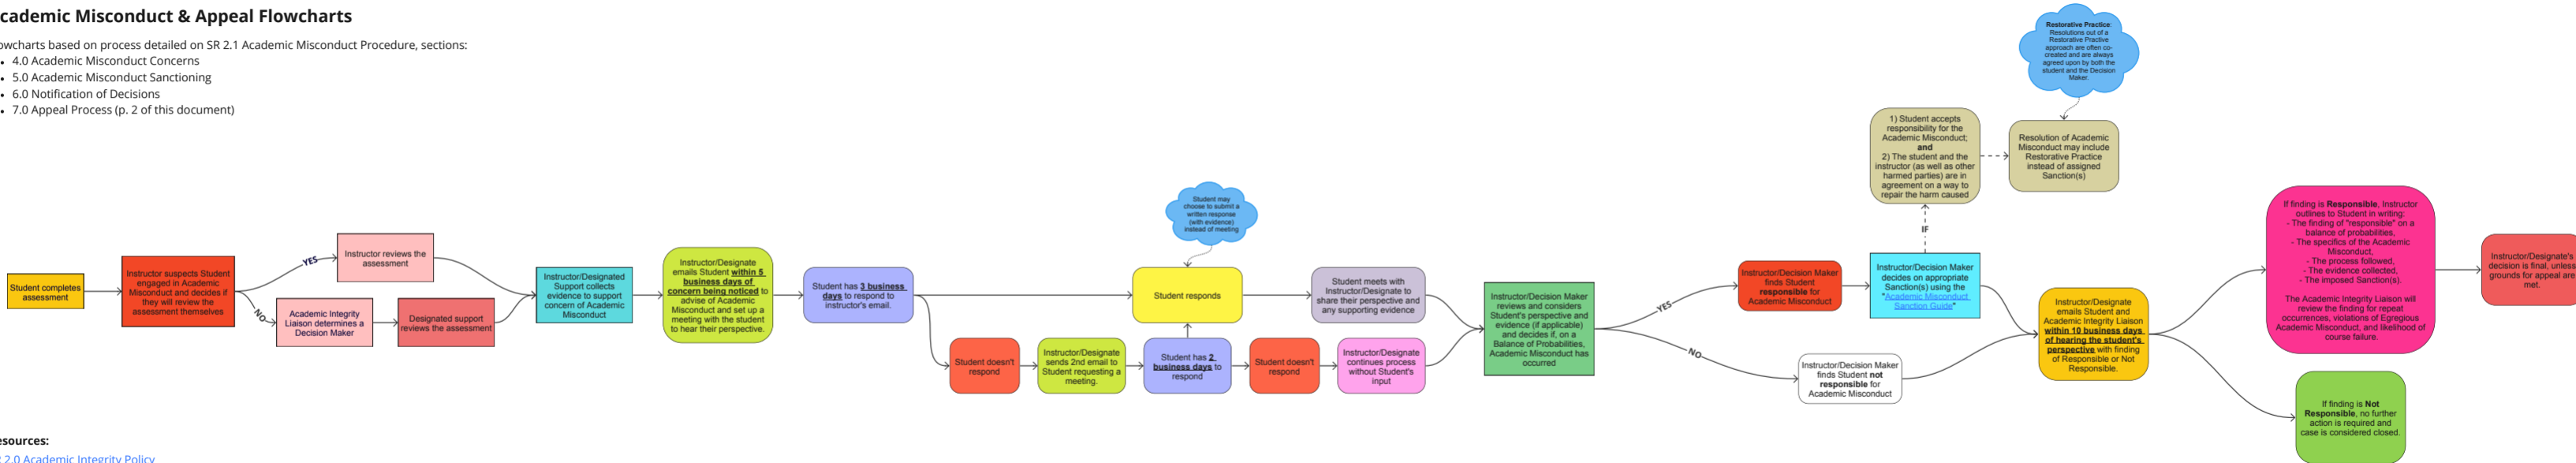 cademic Misconduct & Appeal Flowcharts
owcharts based on process detailed on SR 2.1 Academic Misconduct Procedure, sections:
• 4.0 Academic Misconduct Concerns
• 5.0 Academic Misconduct Sanctioning
• 6.0 Notification of Decisions
• 7.0 Appeal Process (p. 2 of this document)
Student completes
assessment
Instructor suspects Student
engaged in Academic
Misconduct and decides if
they will review the
assessment themselves
YES
Instructor reviews the
assessment
NO
Academic Integrity
Liaison determines a
Decision Maker
Designated support
reviews the assessment
Instructor/Designated
Support collects
evidence to support
concern of Academic
Misconduct
Instructor/Designate
emails Student within 5
business days of
concern being noticed to
advise of Academic
Misconduct and set up a
meeting with the student
to hear their perspective.
Student has 3 business
days to respond to
instructor's email.
Student doesn't
respond
Instructor/Designate
sends 2nd email to
Student requesting a
meeting.
Student has 2
business days to
respond
Student doesn't
respond
Instructor/Designate
continues process
without Student's
input
Student may
choose to submit a
written response
(with evidence)
instead of meeting
Student responds
Student meets with
Instructor/Designate to
share their perspective and
any supporting evidence
Instructor/Decision Maker
reviews and considers
Student's perspective and
evidence (if applicable)
and decides if, on a
Balance of Probabilities,
Academic Misconduct has
occurred
YES
Instructor/Decision Maker
finds Student
responsible for
Academic Misconduct
NO
Instructor/Decision Maker
finds Student not
responsible for
Academic Misconduct
Instructor/Decision Maker
decides on appropriate
Sanction(s) using the
"Academic Misconduct
Sanction Guide"
IF
1) Student accepts
responsibility for the
Academic Misconduct;
and
2) The student and the
instructor (as well as other
harmed parties) are in
agreement on a way to
repair the harm caused
Restorative Practice:
Resolutions out of a
Restorative Practive
approach are often co-
created and are always
agreed upon by both the
student and the Decision
Maker.
Resolution of Academic
Misconduct may include
Restorative Practice
instead of assigned
Sanction(s)
Instructor/Designate
emails Student and
Academic Integrity Liaison
within 10 business days
of hearing the student's
perspective with finding
of Responsible or Not
Responsible.
If finding is Responsible, Instructor
outlines to Student in writing:
- The finding of "responsible" on a
balance of probabilities,
- The specifics of the Academic
Misconduct,
- The process followed,
- The evidence collected,
- The imposed Sanction(s).
The Academic Integrity Liaison will
review the finding for repeat
occurrences, violations of Egregious
Academic Misconduct, and likelihood of
course failure.
If finding is Not
Responsible, no further
action is required and
case is considered closed.
Instructor/Designate's
decision is final, unless
grounds for appeal are
met.
esources:
2.0 Academic Integrity Policy